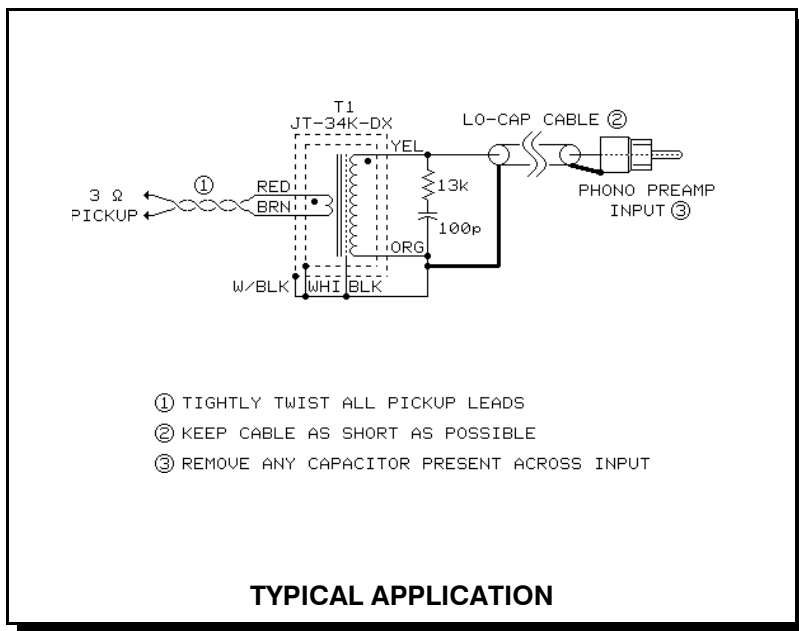 T1
JT-34K-DX
LO-CAP CABLE ②
YEL
①
RED
3 Ω
PICKUP
BRN
13k
100p
PHONO PREAMP
INPUT ③
ORG
W/BLK
WHI
BLK
① TIGHTLY TWIST ALL PICKUP LEADS
② KEEP CABLE AS SHORT AS POSSIBLE
③ REMOVE ANY CAPACITOR PRESENT ACROSS INPUT
TYPICAL APPLICATION